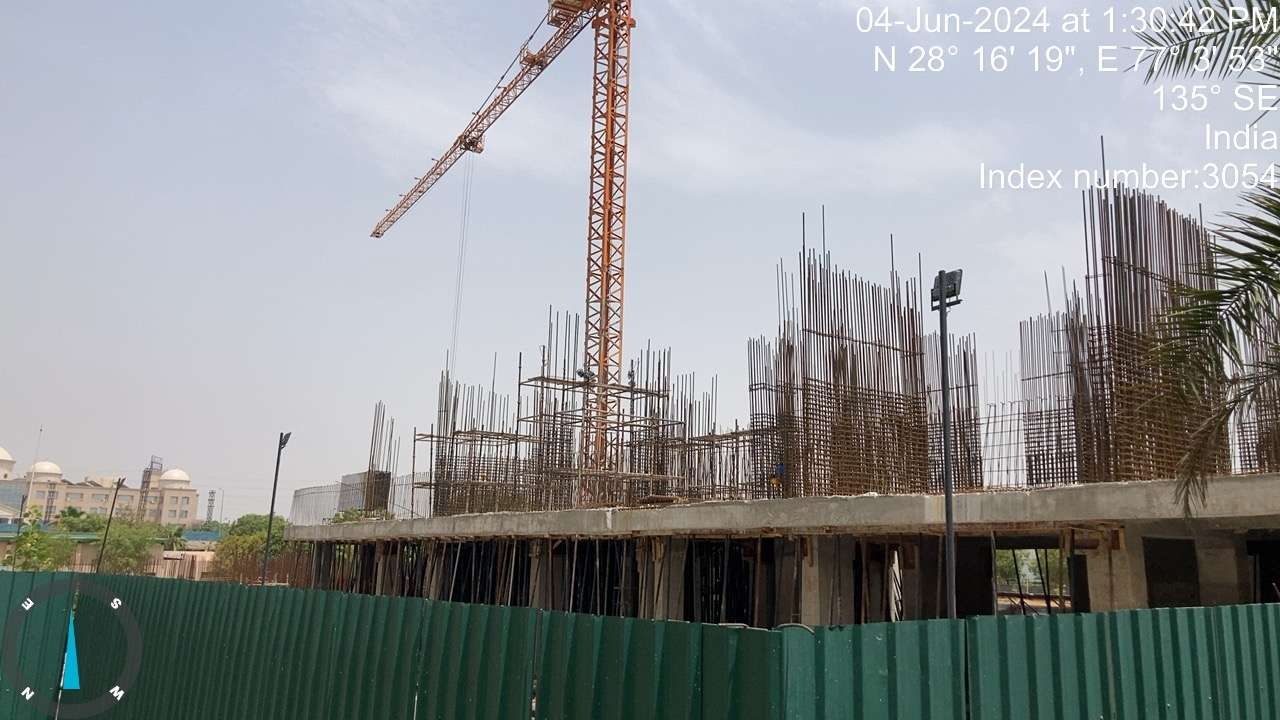 04-Jun-2024 at 1:30:42 PM
N 28° 16' 19", E 77° 3' 53"
135° SE
India
Index number:3054
E
S
N
W